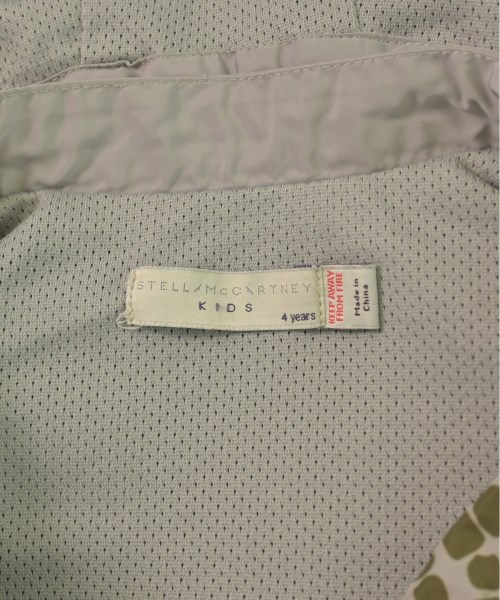 STELLA McCARTNEY
KIDS
4 years
KEEP AWAY
FROM FIRE
Made in
China